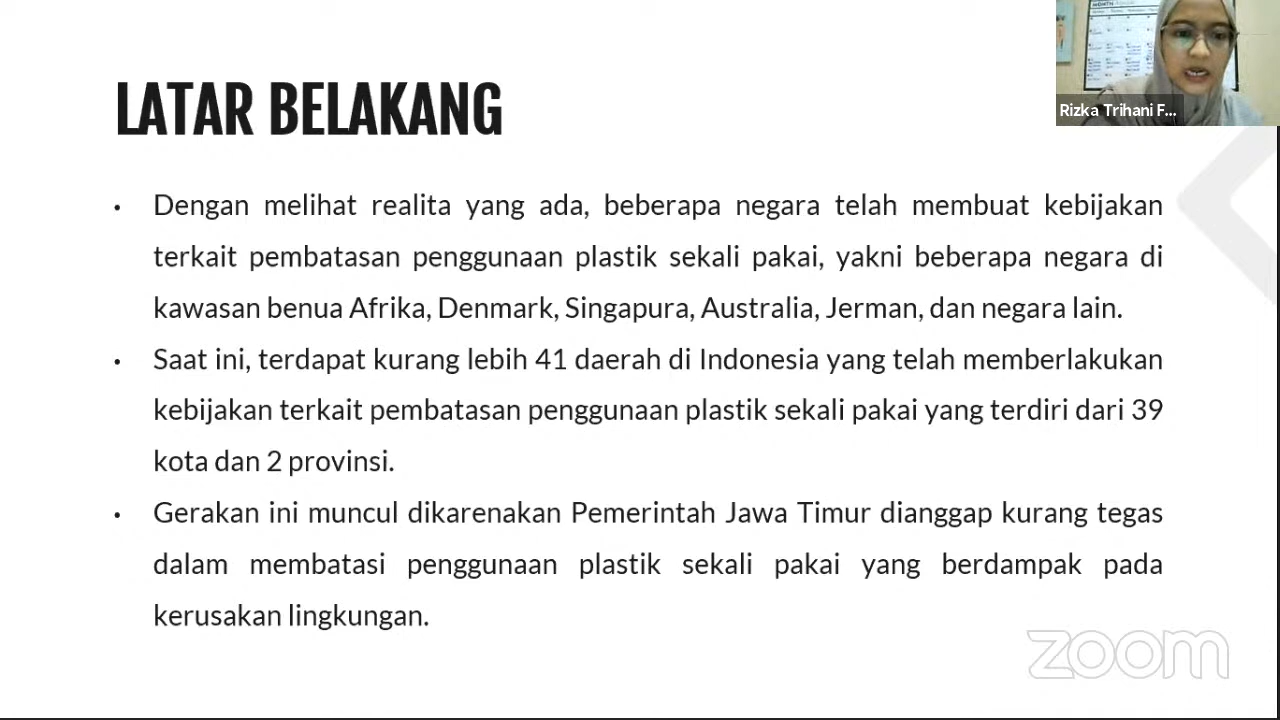 LATAR BELAKANG
MONTH
Rizka Trihani F...
• Dengan melihat realita yang ada, beberapa negara telah membuat kebijakan
terkait pembatasan penggunaan plastik sekali pakai, yakni beberapa negara di
kawasan benua Afrika, Denmark, Singapura, Australia, Jerman, dan negara lain.
• Saat ini, terdapat kurang lebih 41 daerah di Indonesia yang telah memberlakukan
kebijakan terkait pembatasan penggunaan plastik sekali pakai yang terdiri dari 39
kota dan 2 provinsi.
• Gerakan ini muncul dikarenakan Pemerintah Jawa Timur dianggap kurang tegas
dalam membatasi penggunaan plastik sekali pakai yang berdampak pada
kerusakan lingkungan.
zoom